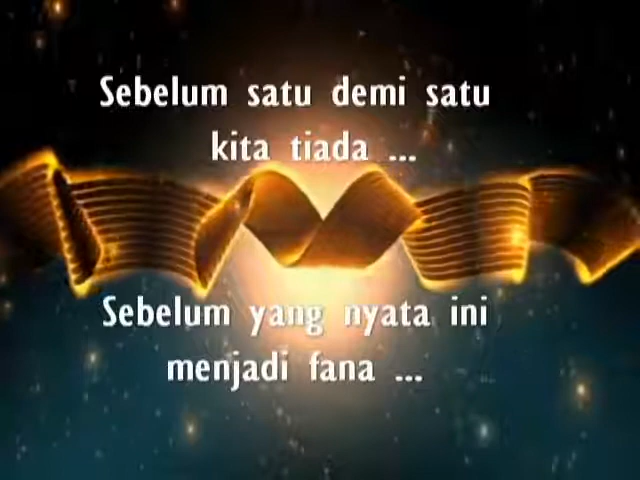 Sebelum satu demi satu
kita tiada ...
Sebelum yang nyata ini
menjadi fana ...